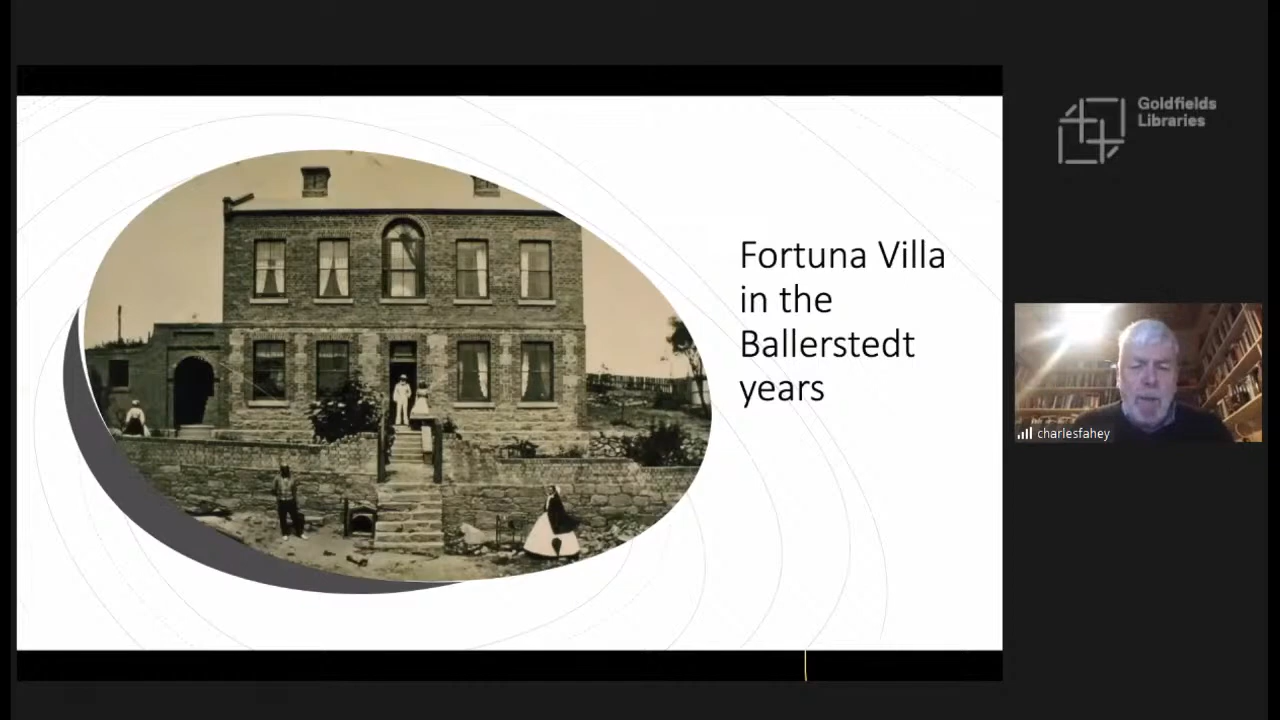 Fortuna Villa
in the
Ballerstedt
years
Goldfields
Libraries
charlesfahey